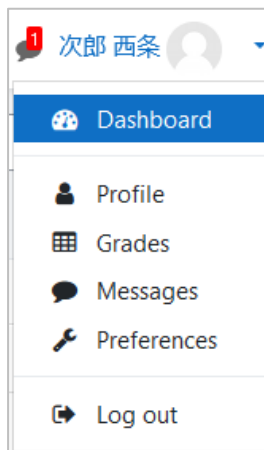 1 次郎 西条
Dashboard
Profile
Grades
Messages
Preferences
Log out